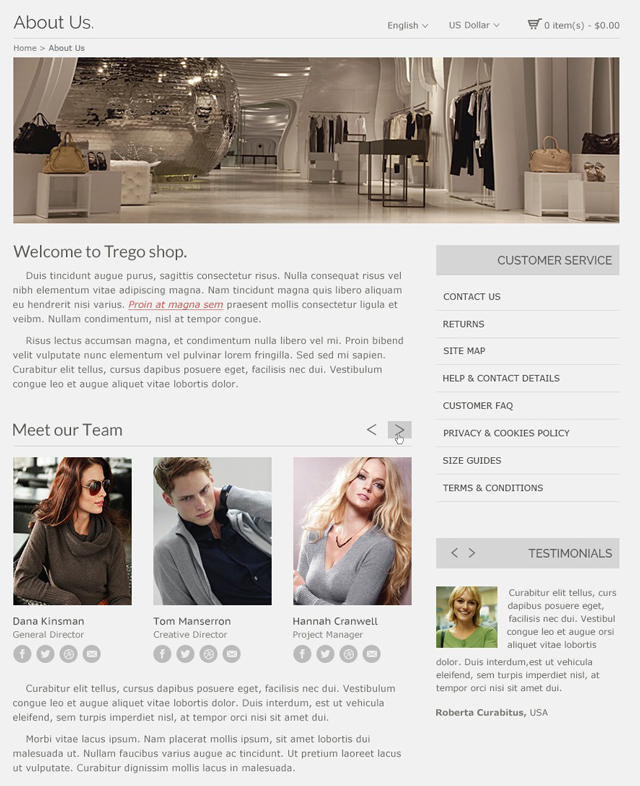 About Us.
English
US Dollar
0 item(s) - $0.00
Home > About Us
Welcome to Trego shop.
Duis tincidunt augue purus, sagittis consectetur risus. Nulla consequat risus vel
nibh elementum vitae adipiscing magna. Nam tincidunt magna quis libero aliquam
eu hendrerit nisi varius. Proin at magna sem praesent mollis consectetur ligula et
veibm. Nullam condimentum, nisl at tempor congue.
Risus lectus accumsan magna, et condimentum nulla libero vel mi. Proin bibend
velit vulputate nunc elementum vel pulvinar lorem fringilla. Sed sed mi sapien.
Curabitur elit tellus, cursus dapibus posuere eget, facilisis nec dui. Vestibulum
congue leo et augue aliquet vitae lobortis dolor.
Meet our Team
< >
Dana Kinsman
General Director
Tom Manserron
Creative Director
Hannah Cranwell
Project Manager
Curabitur elit tellus, cursus dapibus posuere eget, facilisis nec dui. Vestibulum
congue leo et augue aliquet vitae lobortis dolor. Duis interdum, est ut vehicula
eleifend, sem turpis imperdiet nisl, at tempor orci nisi sit amet dui.
Morbi vitae lacus ipsum. Nam placerat mollis ipsum, sit amet lobortis dui
malesuada ut. Nullam faucibus varius augue ac tincidunt. Ut pretium laoreet lacus
ut vulputate. Curabitur dignissim mollis lacus in malesuada.
CUSTOMER SERVICE
CONTACT US
RETURNS
SITE MAP
HELP & CONTACT DETAILS
CUSTOMER FAQ
PRIVACY & COOKIES POLICY
SIZE GUIDES
TERMS & CONDITIONS
< > TESTIMONIALS
Curabitur elit tellus, curs
dapibus posuere eget,
facilisis nec dui. Vestibul
congue leo et augue orsi
aliquet vitae lobortis
dolor. Duis interdum,est ut vehicula
eleifend, sem turpis imperdiet nisl, at
tempor orci nisi sit amet dui.
Roberta Curabitus, USA